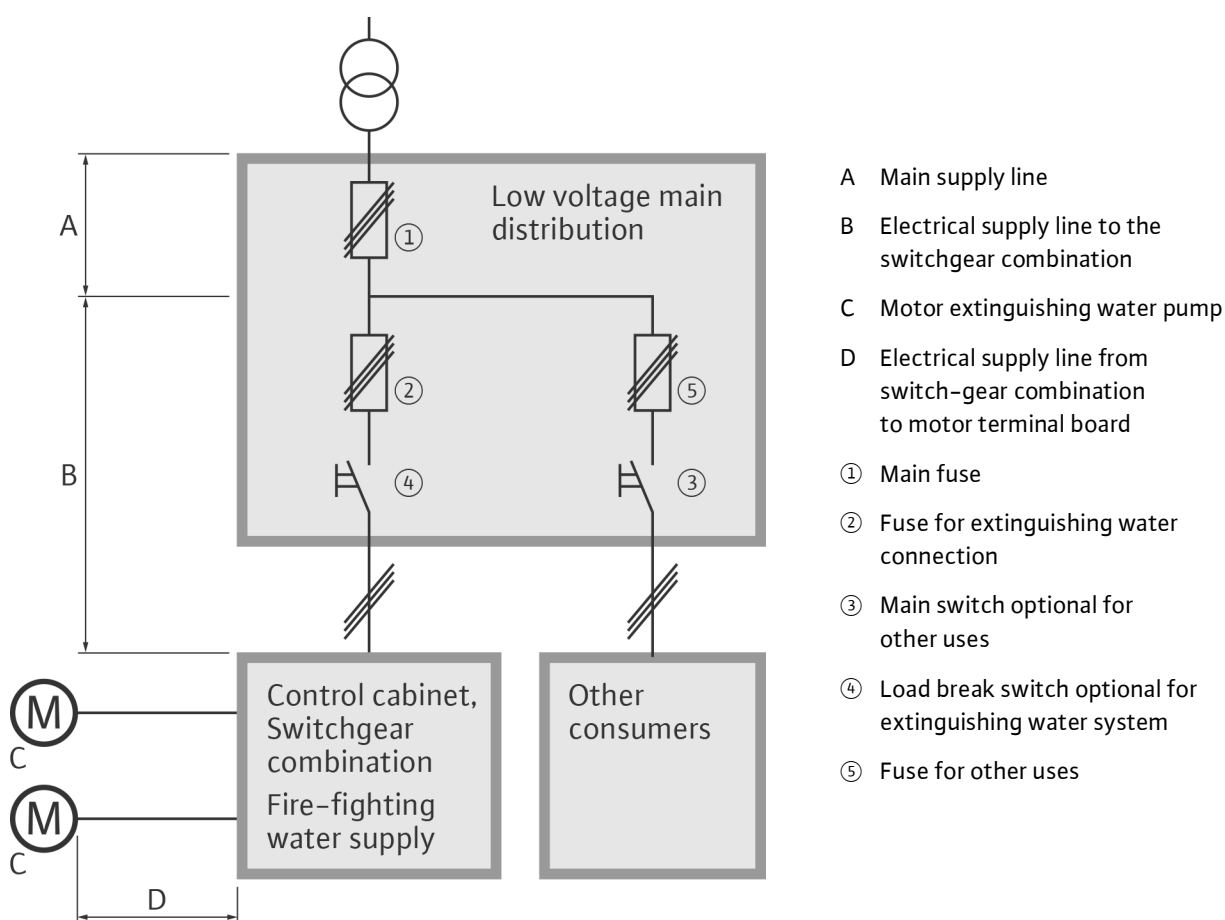 A
Low voltage main
distribution
①
②
⑤
B
④
③
Control cabinet,
Switchgear
combination
Fire-fighting
water supply
Other
consumers
M
C
M
C
D
A Main supply line
B Electrical supply line to the
switchgear combination
C Motor extinguishing water pump
D Electrical supply line from
switch-gear combination
to motor terminal board
① Main fuse
② Fuse for extinguishing water
connection
③ Main switch optional for
other uses
④ Load break switch optional for
extinguishing water system
⑤ Fuse for other uses